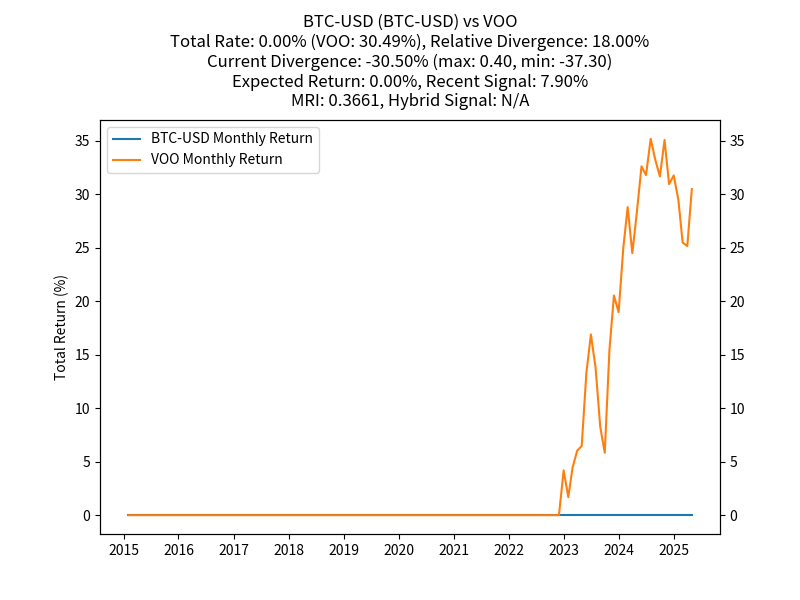 BTC-USD (BTC-USD) vs VOO
Total Rate: 0.00% (VOO: 30.49%), Relative Divergence: 18.00%
Current Divergence: -30.50% (max: 0.40, min: -37.30)
Expected Return: 0.00%, Recent Signal: 7.90%
MRI: 0.3661, Hybrid Signal: N/A
BTC-USD Monthly Return
VOO Monthly Return
Total Return (%)
35
30
25
20
15
10
5
0
35
30
25
20
15
10
5
0
2015 2016 2017 2018 2019 2020 2021 2022 2023 2024 2025